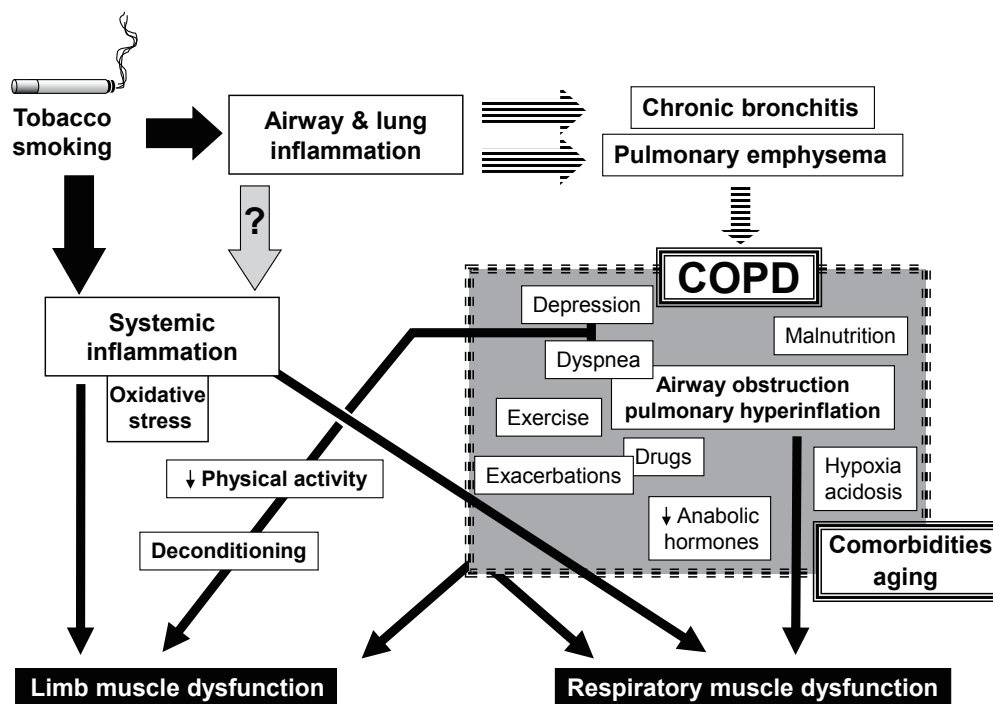 Tobacco
smoking
Airway & lung
inflammation
Chronic bronchitis
Pulmonary emphysema
?
COPD
Systemic
inflammation
Oxidative
stress
Depression
Dyspnea
Malnutrition
Airway obstruction
pulmonary hyperinflation
Exercise
Drugs
Exacerbations
Hypoxia
acidosis
↓ Anabolic
hormones
Comorbidities
aging
↓ Physical activity
Deconditioning
Limb muscle dysfunction
Respiratory muscle dysfunction